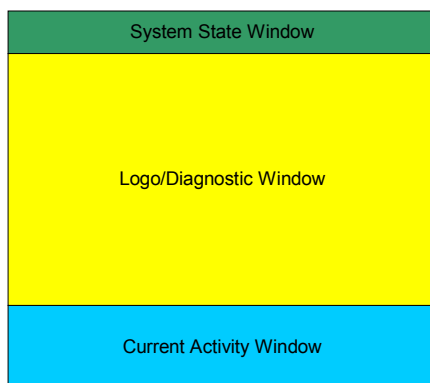 System State Window
Logo/Diagnostic Window
Current Activity Window